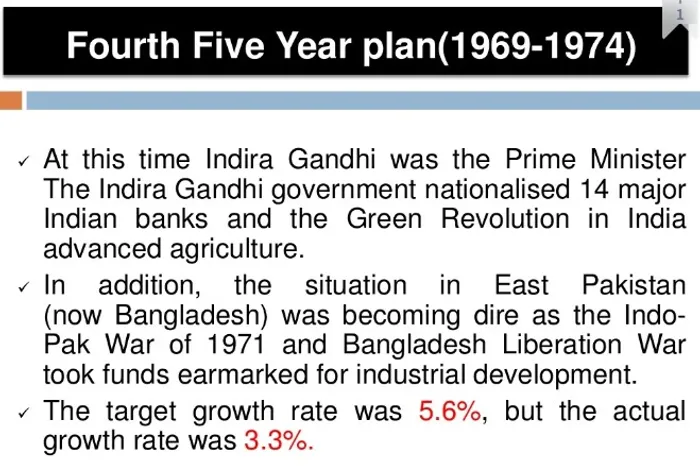 1
Fourth Five Year plan(1969-1974)
✓ At this time Indira Gandhi was the Prime Minister
The Indira Gandhi government nationalised 14 major
Indian banks and the Green Revolution in India
advanced agriculture.
✓ In addition, the situation in East Pakistan
(now Bangladesh) was becoming dire as the Indo-
Pak War of 1971 and Bangladesh Liberation War
took funds earmarked for industrial development.
✓ The target growth rate was 5.6%, but the actual
growth rate was 3.3%.